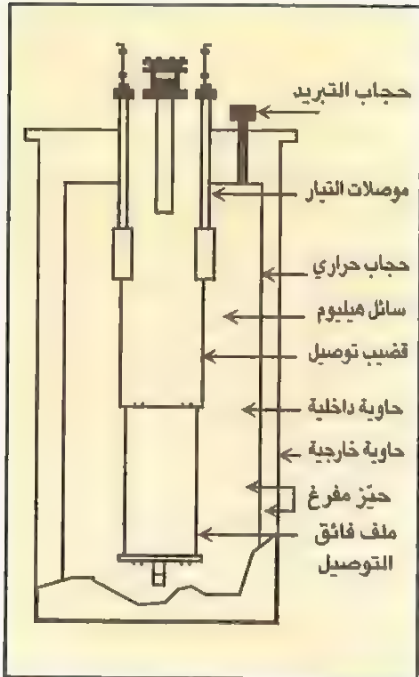 حجاب التبريد
موصلات التيار
حجاب حراري
سائل هيليوم
قضيب توصيل
حاوية داخلية
حاوية خارجية
حيّز مفرغ
ملف فائق
التوصيل